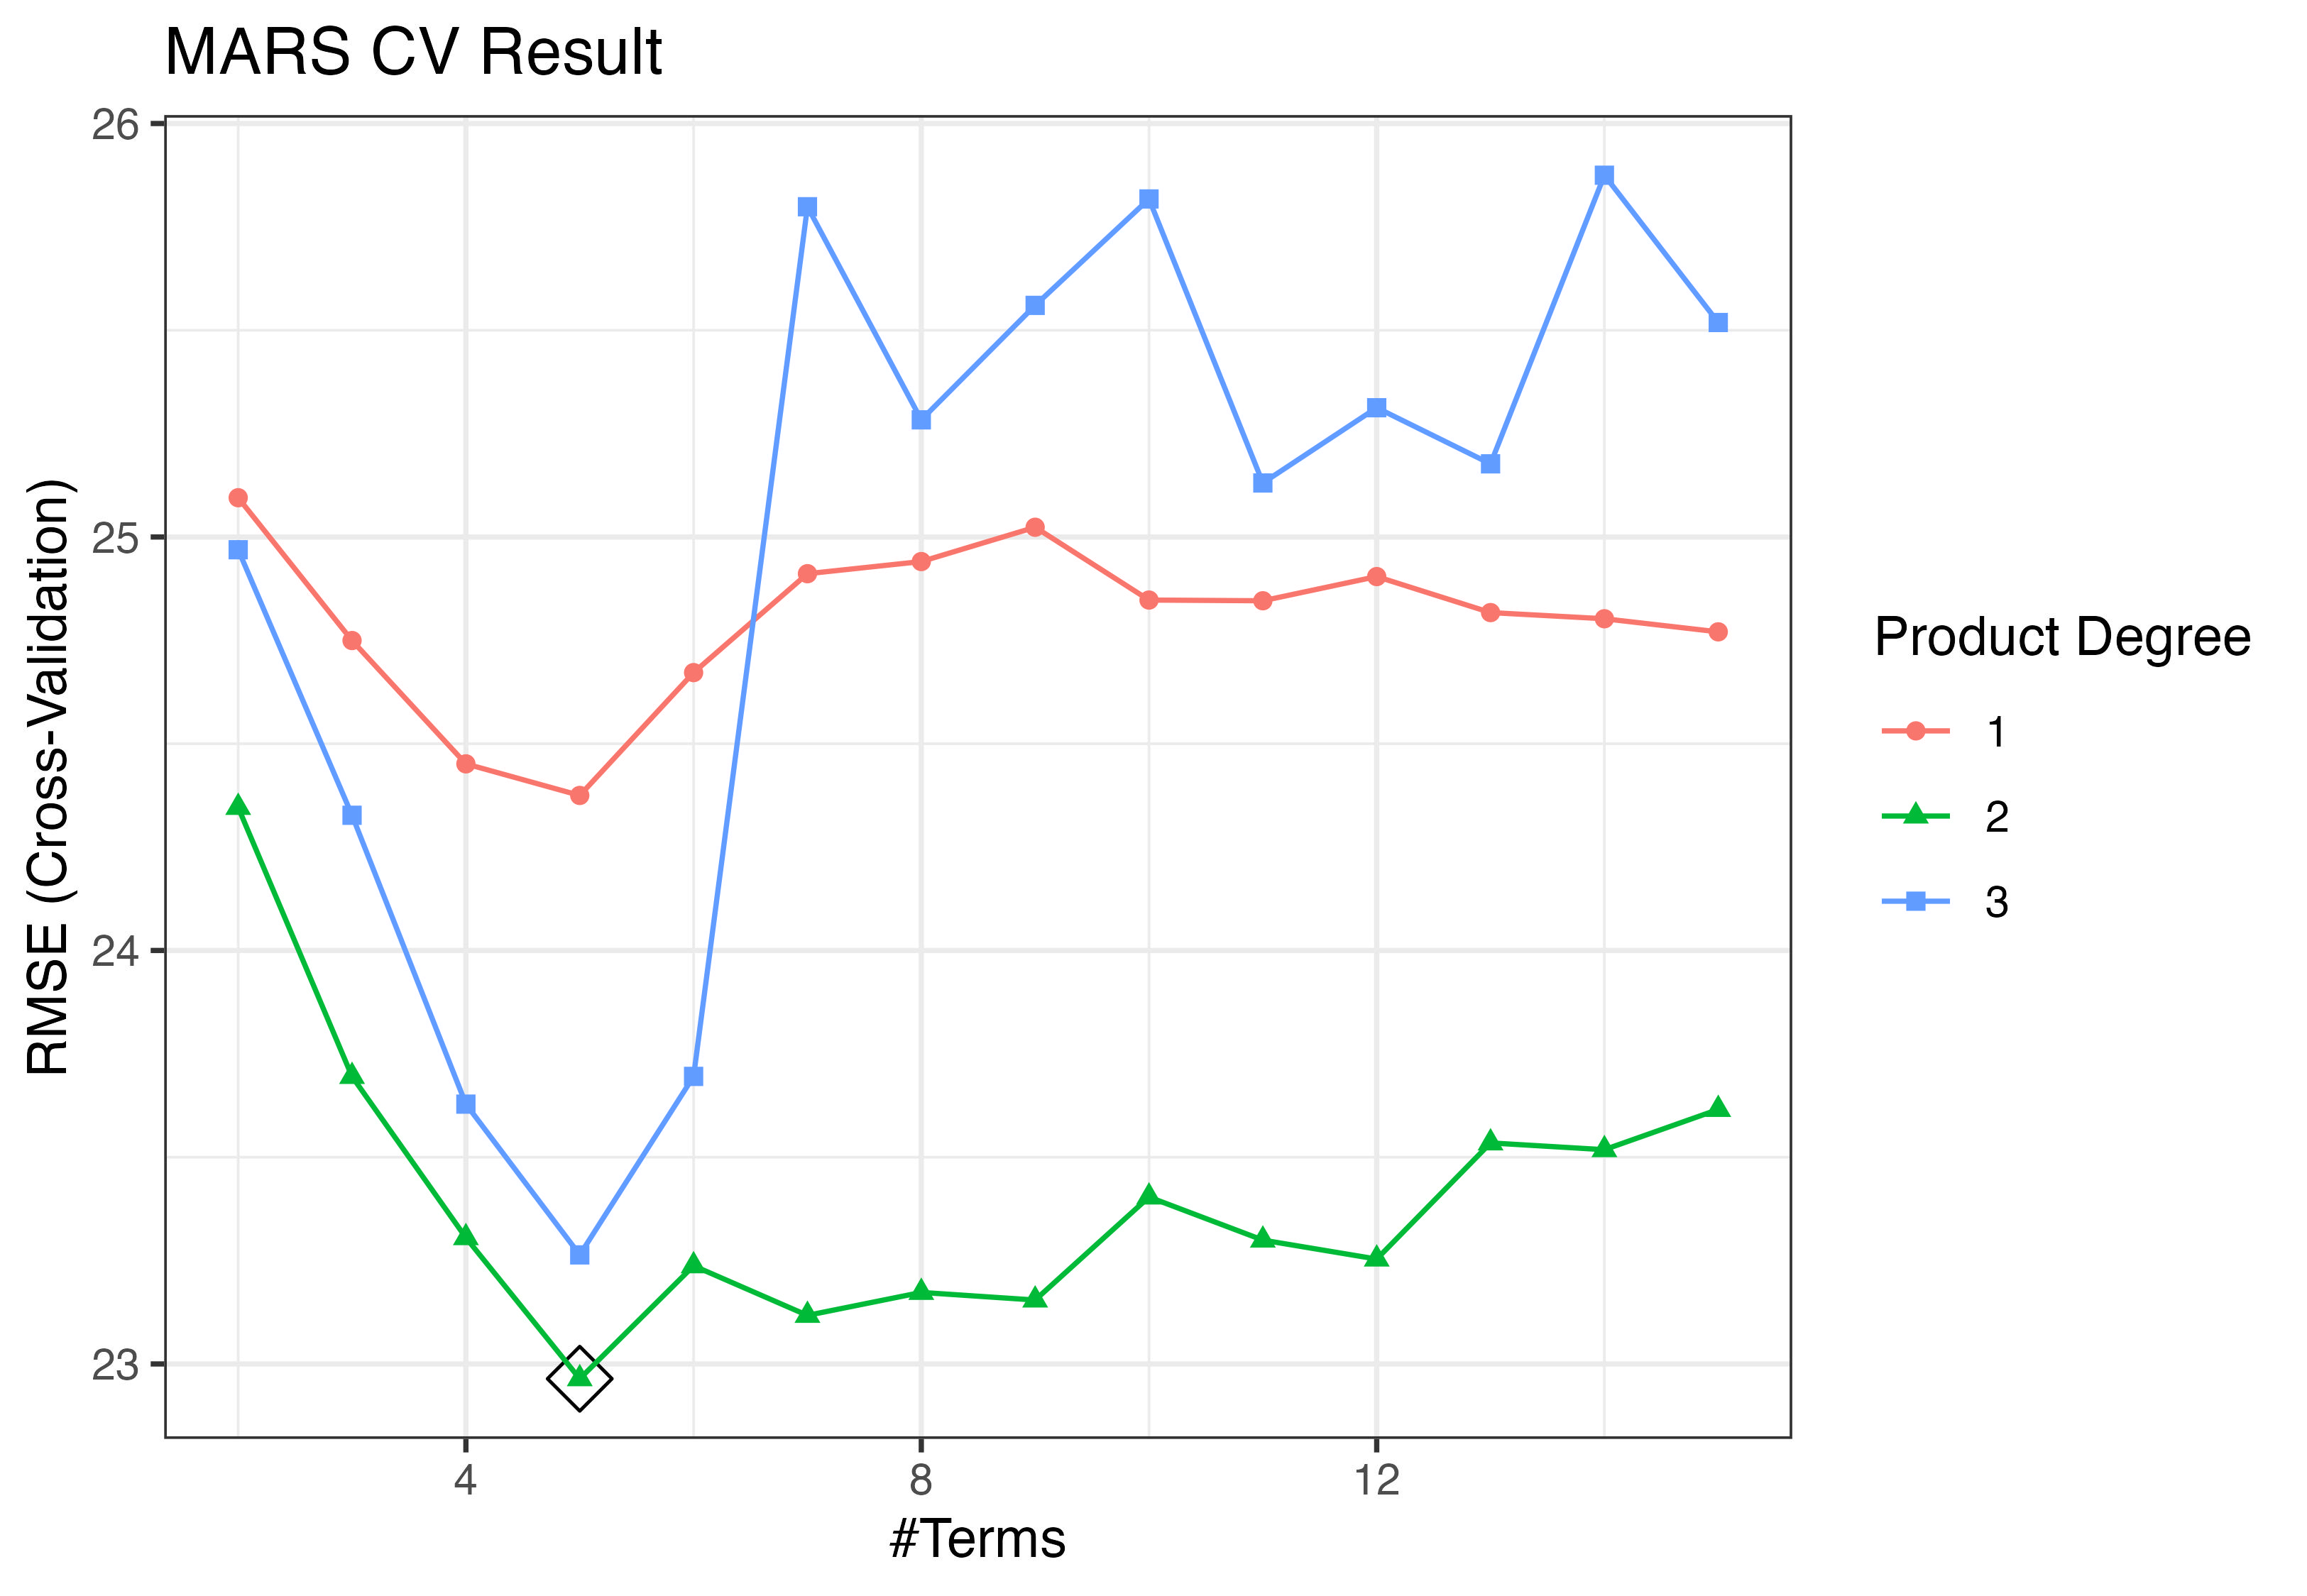 MARS CV Result
26
25
24
23
RMSE (Cross-Validation)
4
8
12
#Terms
Product Degree
1
2
3